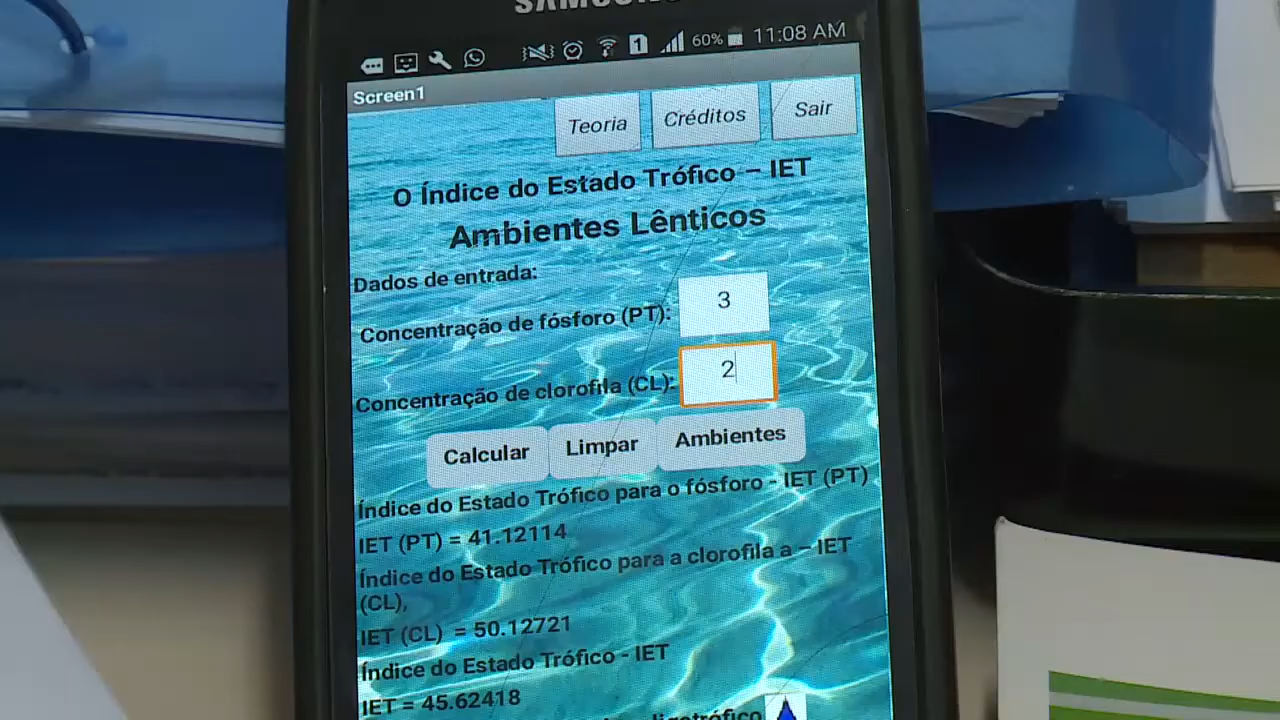 SAMSUNG
60% 11:08 AM
Screen1
Teoria Créditos Sair
O Índice do Estado Trófico – IET
Ambientes Lênticos
Dados de entrada:
Concentração de fósforo (PT): 3
Concentração de clorofila (CL): 2
Calcular Limpar Ambientes
Índice do Estado Trófico para o fósforo - IET (PT)
IET (PT) = 41.12114
Índice do Estado Trófico para a clorofila a – IET
(CL),
IET (CL) = 50.12721
Índice do Estado Trófico - IET
IET = 45.62418